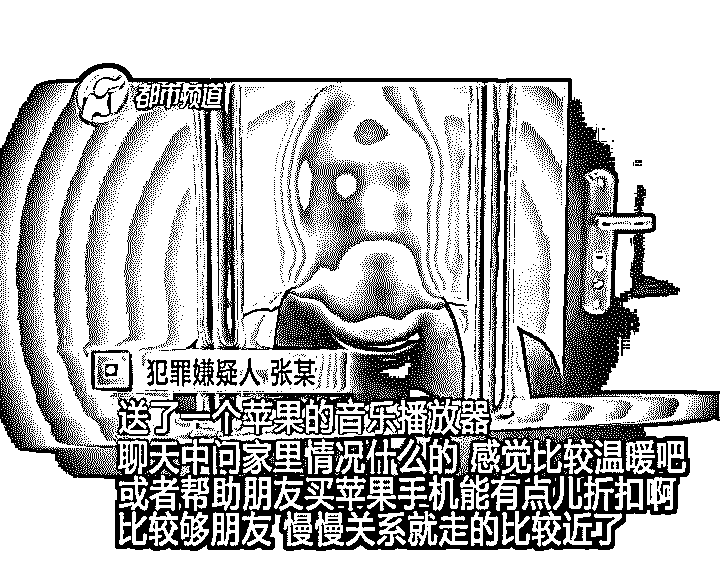 都市频道
犯罪嫌疑人 张某
送了一个苹果的音乐播放器
聊天中问家里情况什么的 感觉比较温暖吧
或者帮助朋友买苹果手机能有点儿折扣啊
比较够朋友 慢慢关系就走的比较近了